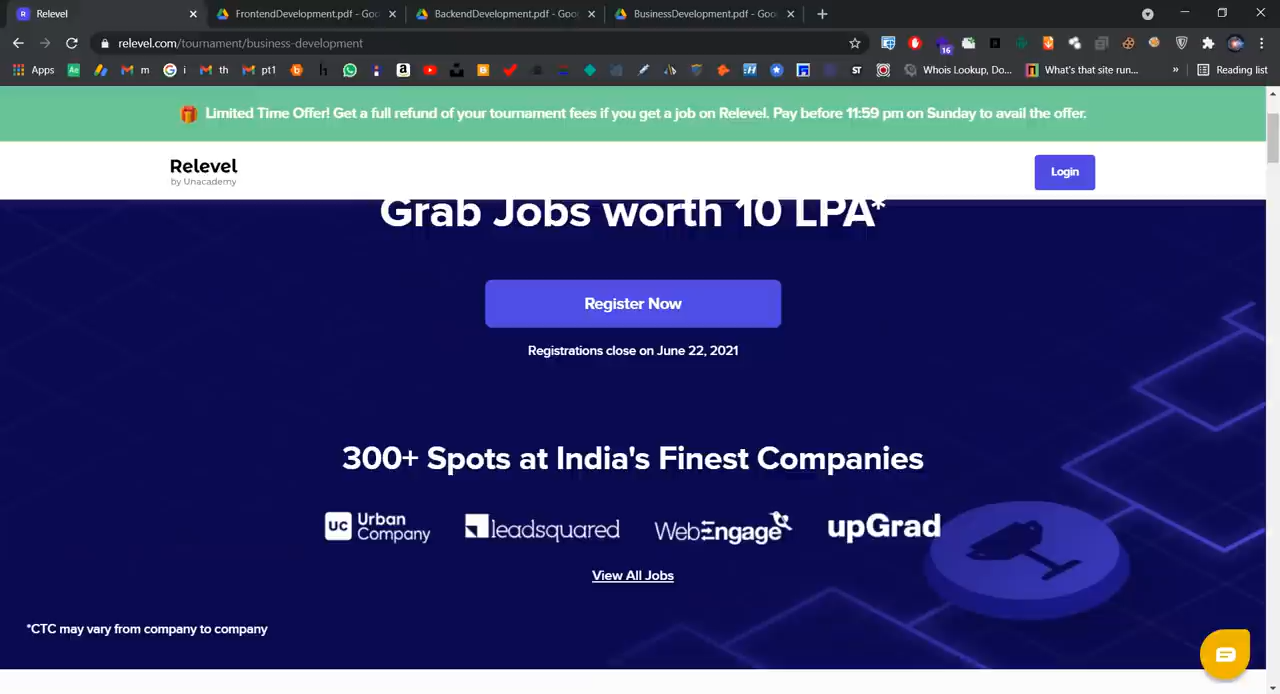 Relevel
FrontendDevelopment.pdf - Goo
BackendDevelopment.pdf - Goo
BusinessDevelopment.pdf - Goo
relevel.com/tournament/business-development
16
Apps
m
i
th
pt1
Whois Lookup, Do...
What's that site run...
»
Reading list
Limited Time Offer! Get a full refund of your tournament fees if you get a job on Relevel. Pay before 11:59 pm on Sunday to avail the offer.
Relevel
by Unacademy
Login
Grab Jobs worth 10 LPA*
Register Now
Registrations close on June 22, 2021
300+ Spots at India's Finest Companies
UC Urban
Company
leadsquared
WebEngage
upGrad
View All Jobs
*CTC may vary from company to company